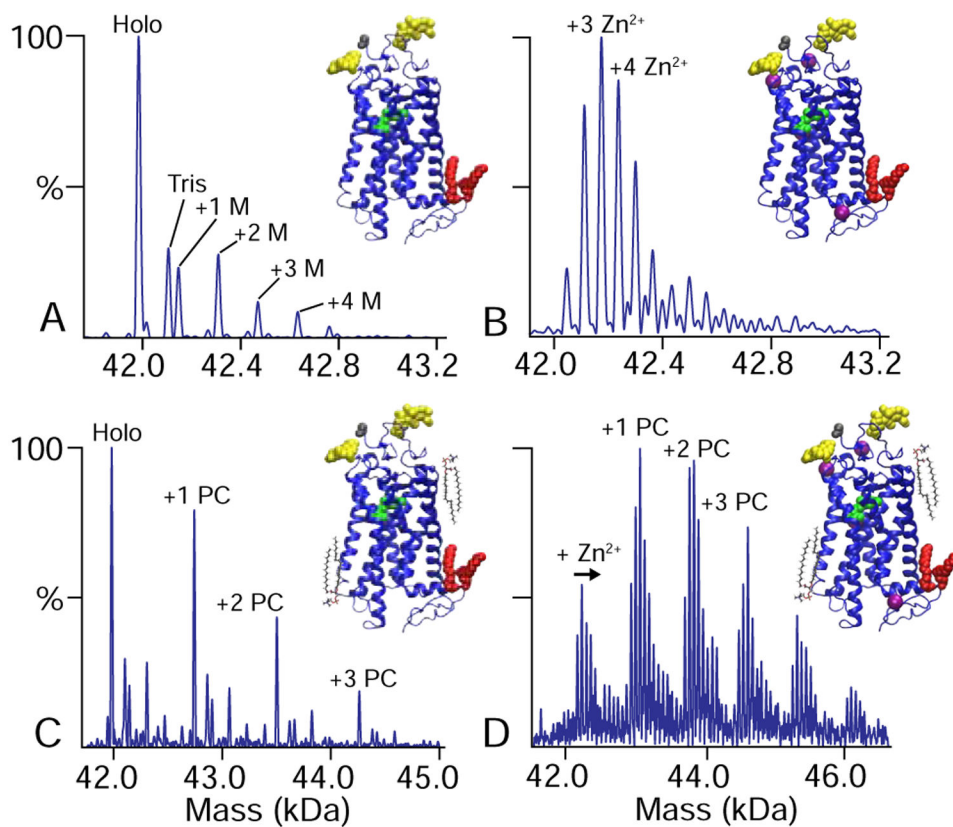 Holo
100
%
Tris
+1 M
+2 M
+3 M
+4 M
A
42.0 42.4 42.8 43.2
+3 Zn²⁺
+4 Zn²⁺
B
42.0 42.4 42.8 43.2
Holo
100
%
+1 PC
+2 PC
+3 PC
C
42.0 43.0 44.0 45.0
Mass (kDa)
+1 PC
+2 PC
+3 PC
+ Zn²⁺
D
42.0 44.0 46.0
Mass (kDa)